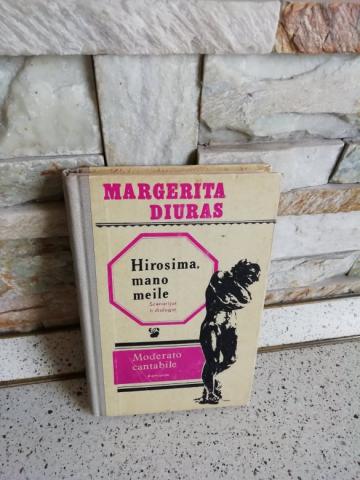 MARGERITA
DIURAS
Hirosima,
mano
meile
Scenarijus
ir dialogai
Moderato
cantabile